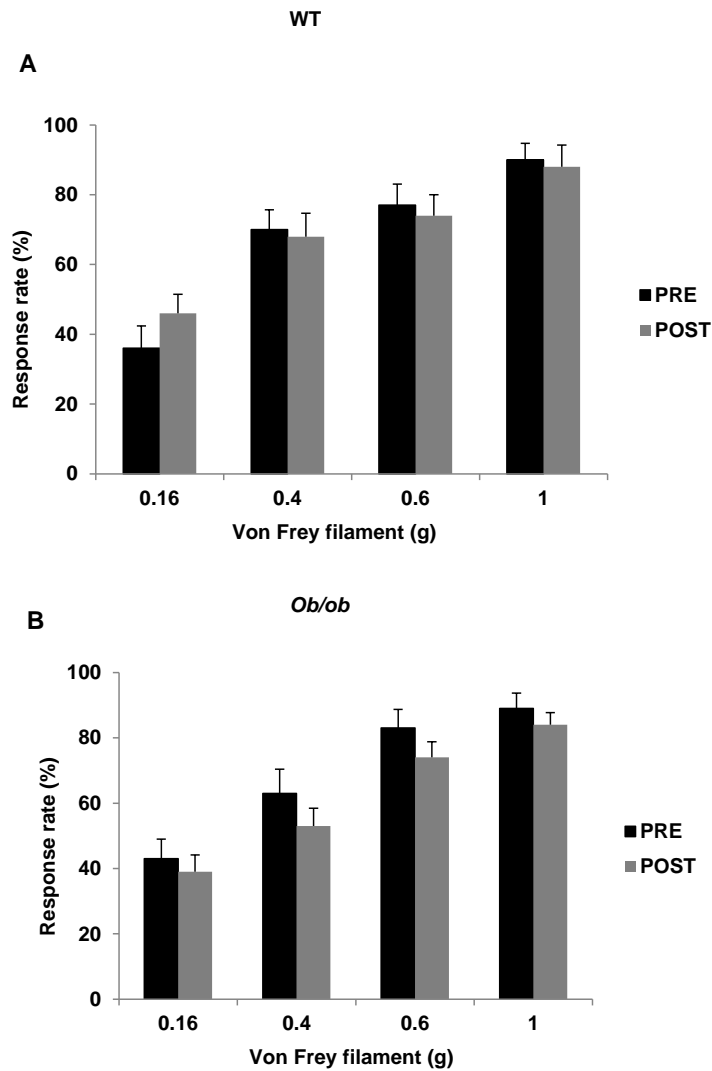 WT
A
100
80
60
40
20
0
Response rate (%)
0.16 0.4 0.6 1
Von Frey filament (g)
PRE
POST
Ob/ob
B
100
80
60
40
20
0
Response rate (%)
0.16 0.4 0.6 1
Von Frey filament (g)
PRE
POST